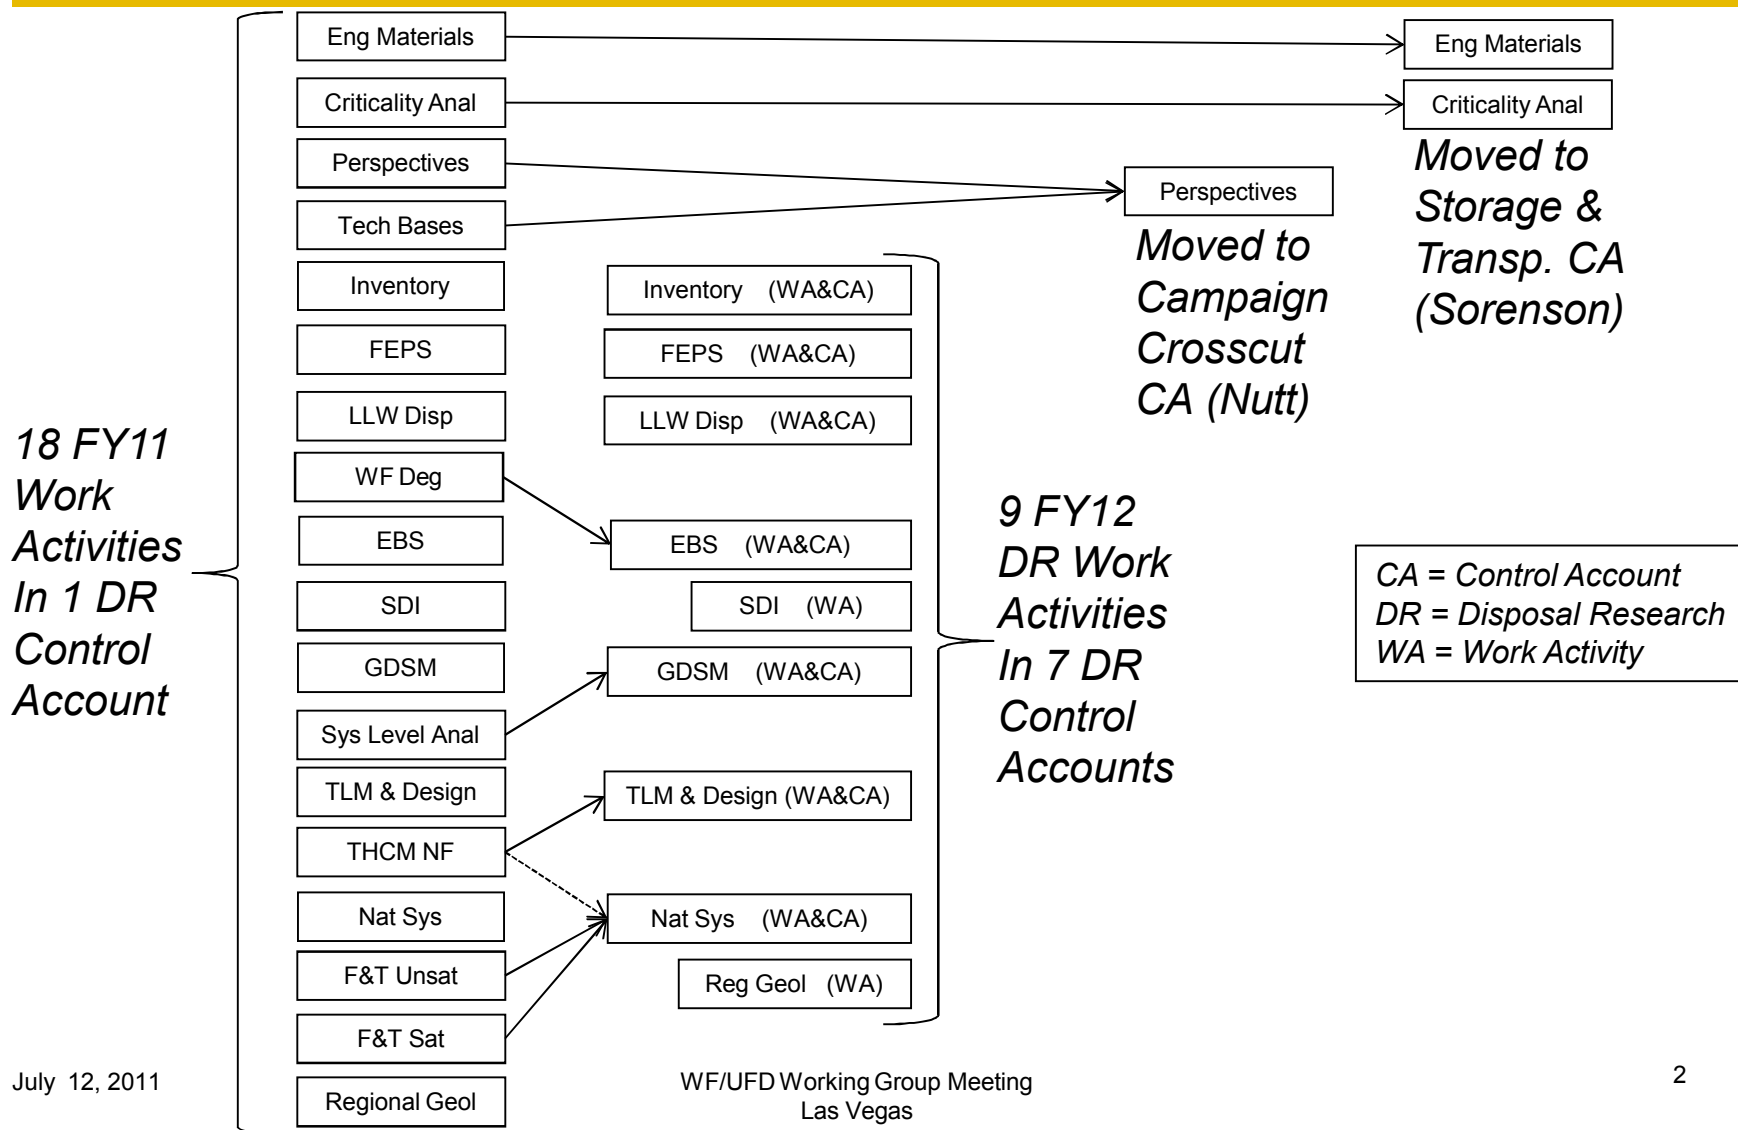 18 FY11
Work
Activities
In 1 DR
Control
Account
Eng Materials
Criticality Anal
Perspectives
Tech Bases
Inventory
FEPS
LLW Disp
WF Deg
EBS
SDI
GDSM
Sys Level Anal
TLM & Design
THCM NF
Nat Sys
F&T Unsat
F&T Sat
Regional Geol
Inventory (WA&CA)
FEPS (WA&CA)
LLW Disp (WA&CA)
EBS (WA&CA)
SDI (WA)
GDSM (WA&CA)
TLM & Design (WA&CA)
Nat Sys (WA&CA)
Reg Geol (WA)
9 FY12
DR Work
Activities
In 7 DR
Control
Accounts
Perspectives
Moved to
Campaign
Crosscut
CA (Nutt)
Eng Materials
Criticality Anal
Moved to
Storage &
Transp. CA
(Sorenson)
CA = Control Account
DR = Disposal Research
WA = Work Activity
July 12, 2011
WF/UFD Working Group Meeting
Las Vegas
2